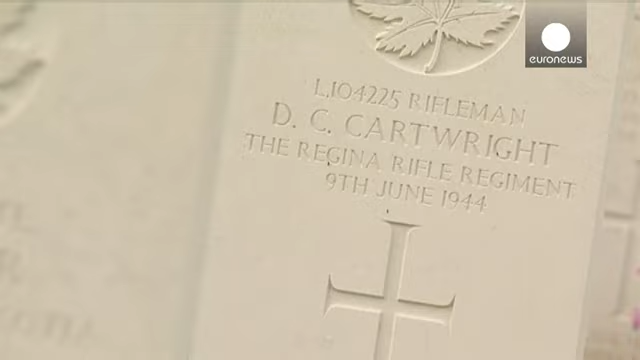 euronews
L.104225 RIFLEMAN
D. C. CARTWRIGHT
THE REGINA RIFLE REGIMENT
9TH JUNE 1944